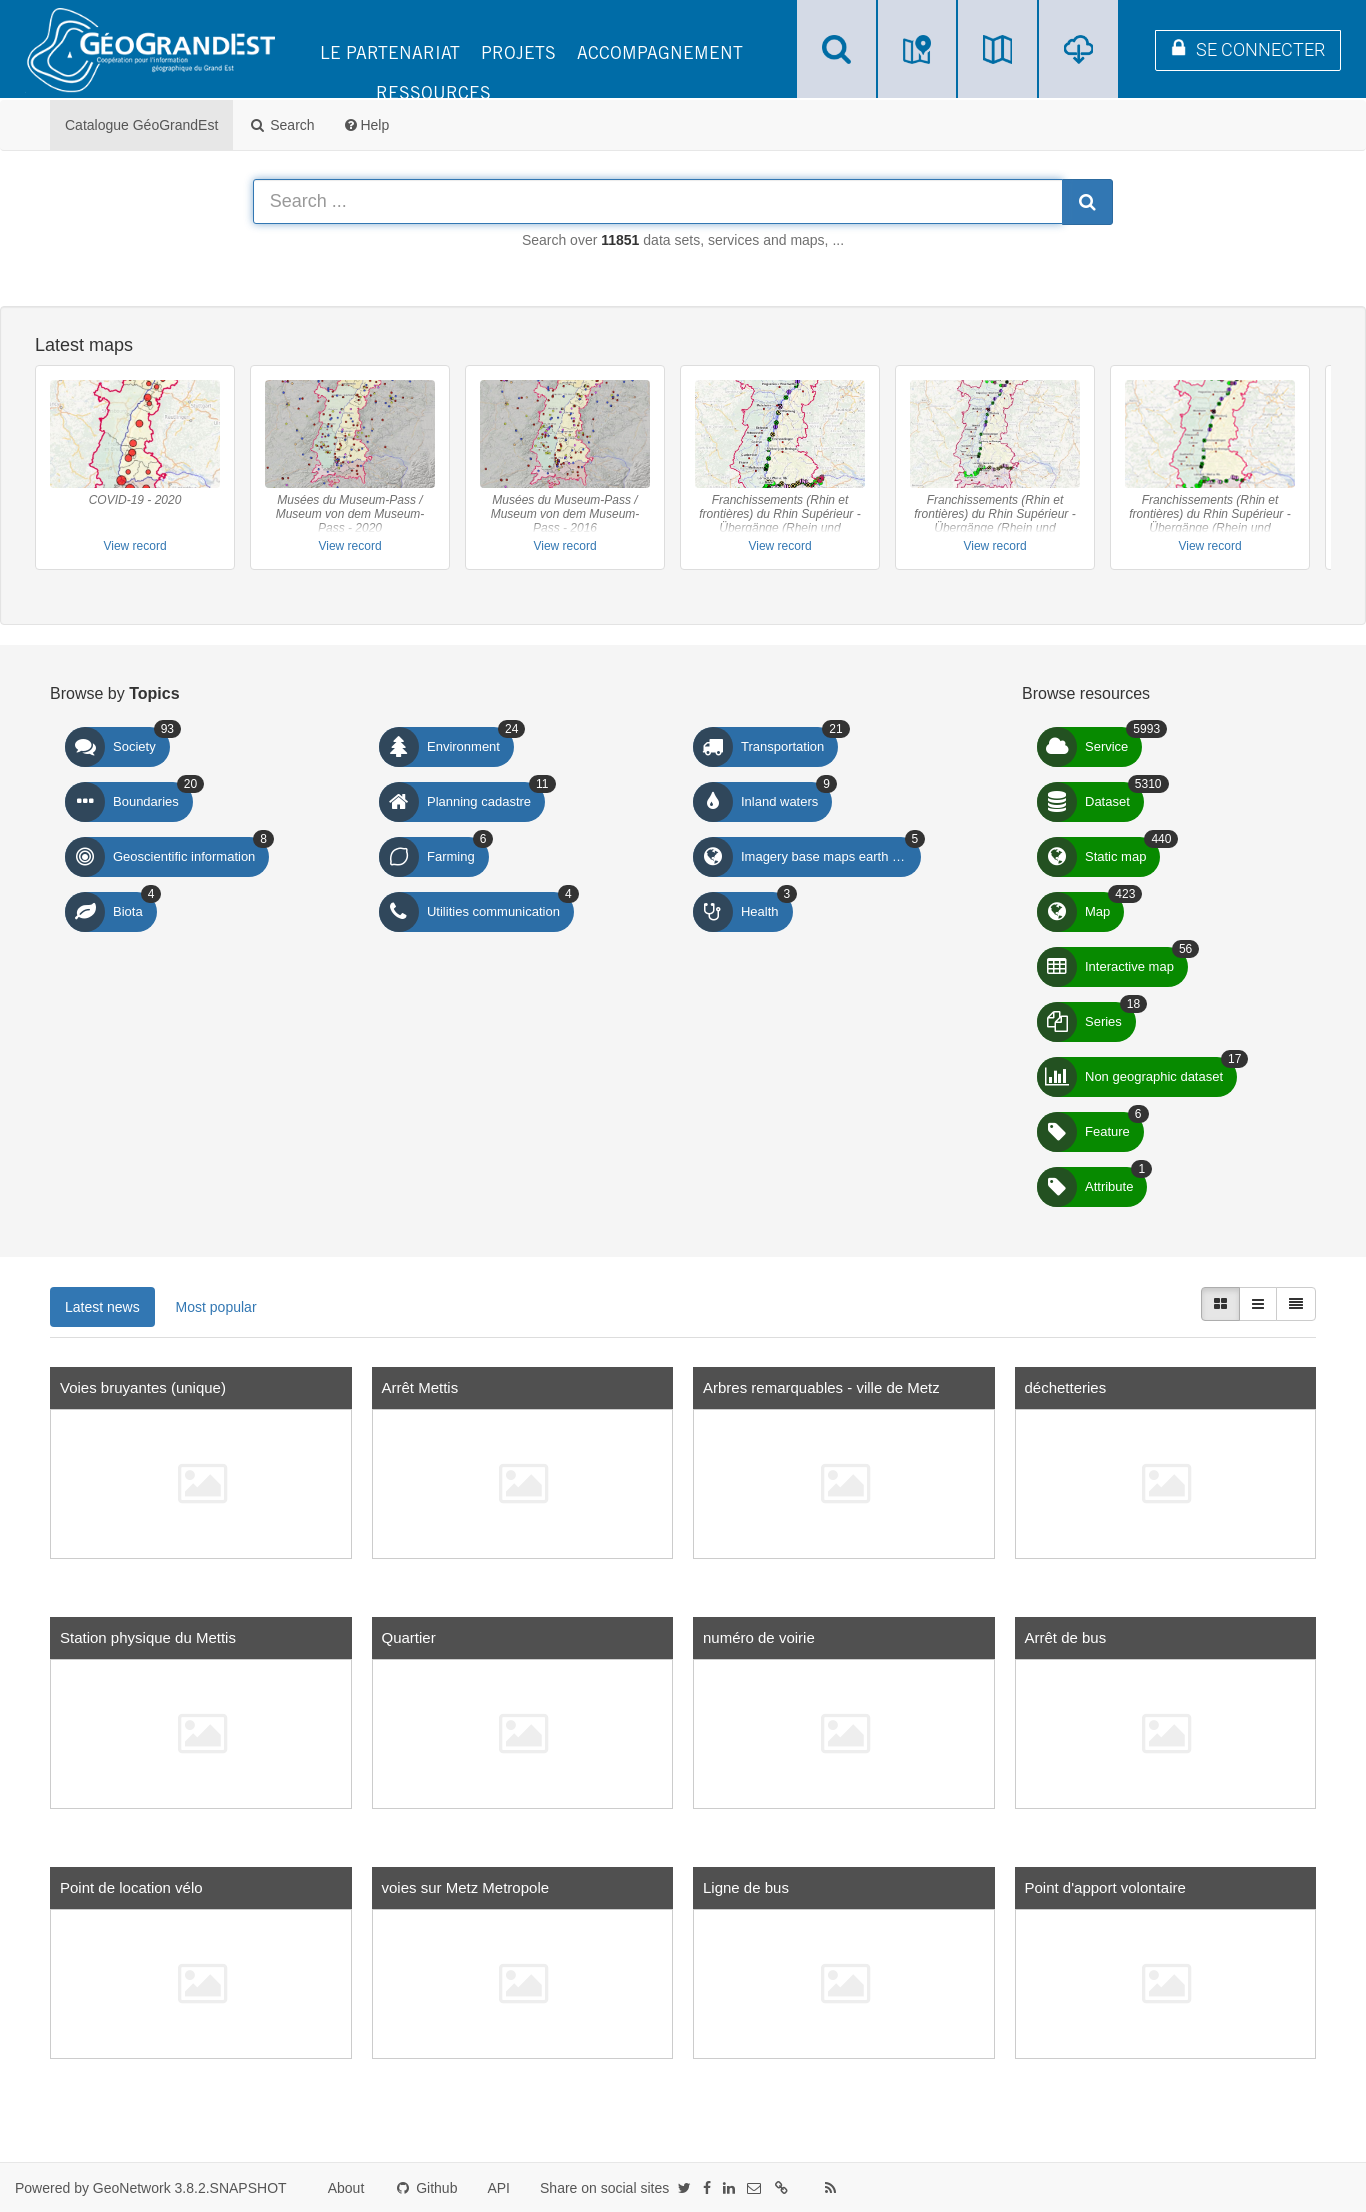 GÉOGRANDEST
Coopération pour l'information
géographique du Grand Est
LE PARTENARIAT PROJETS ACCOMPAGNEMENT
RESSOURCES
SE CONNECTER
Catalogue GéoGrandEst Search Help
Search ...
Search over 11851 data sets, services and maps, ...
Latest maps
COVID-19 - 2020
View record
Musées du Museum-Pass /
Museum von dem Museum-
Pass - 2020
View record
Musées du Museum-Pass /
Museum von dem Museum-
Pass - 2016
View record
Franchissements (Rhin et
frontières) du Rhin Supérieur -
Übergänge (Rhein und
View record
Franchissements (Rhin et
frontières) du Rhin Supérieur -
Übergänge (Rhein und
View record
Franchissements (Rhin et
frontières) du Rhin Supérieur -
Übergänge (Rhein und
View record
Browse by Topics
Society 93
Environment 24
Transportation 21
Boundaries 20
Planning cadastre 11
Inland waters 9
Geoscientific information 8
Farming 6
Imagery base maps earth ... 5
Biota 4
Utilities communication 4
Health 3
Browse resources
Service 5993
Dataset 5310
Static map 440
Map 423
Interactive map 56
Series 18
Non geographic dataset 17
Feature 6
Attribute 1
Latest news Most popular
Voies bruyantes (unique)
Arrêt Mettis
Arbres remarquables - ville de Metz
déchetteries
Station physique du Mettis
Quartier
numéro de voirie
Arrêt de bus
Point de location vélo
voies sur Metz Metropole
Ligne de bus
Point d'apport volontaire
Powered by GeoNetwork 3.8.2.SNAPSHOT About Github API Share on social sites